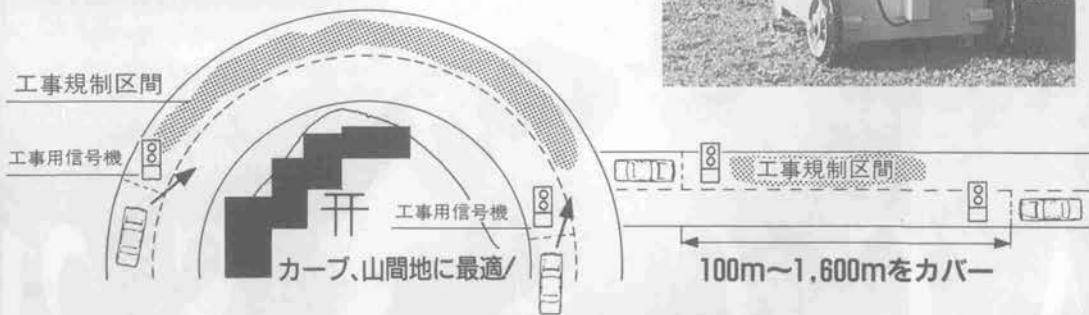 工事規制区間
工事用信号機
工事用信号機
カーブ、山間地に最適!
工事規制区間
100m〜1,600mをカバー